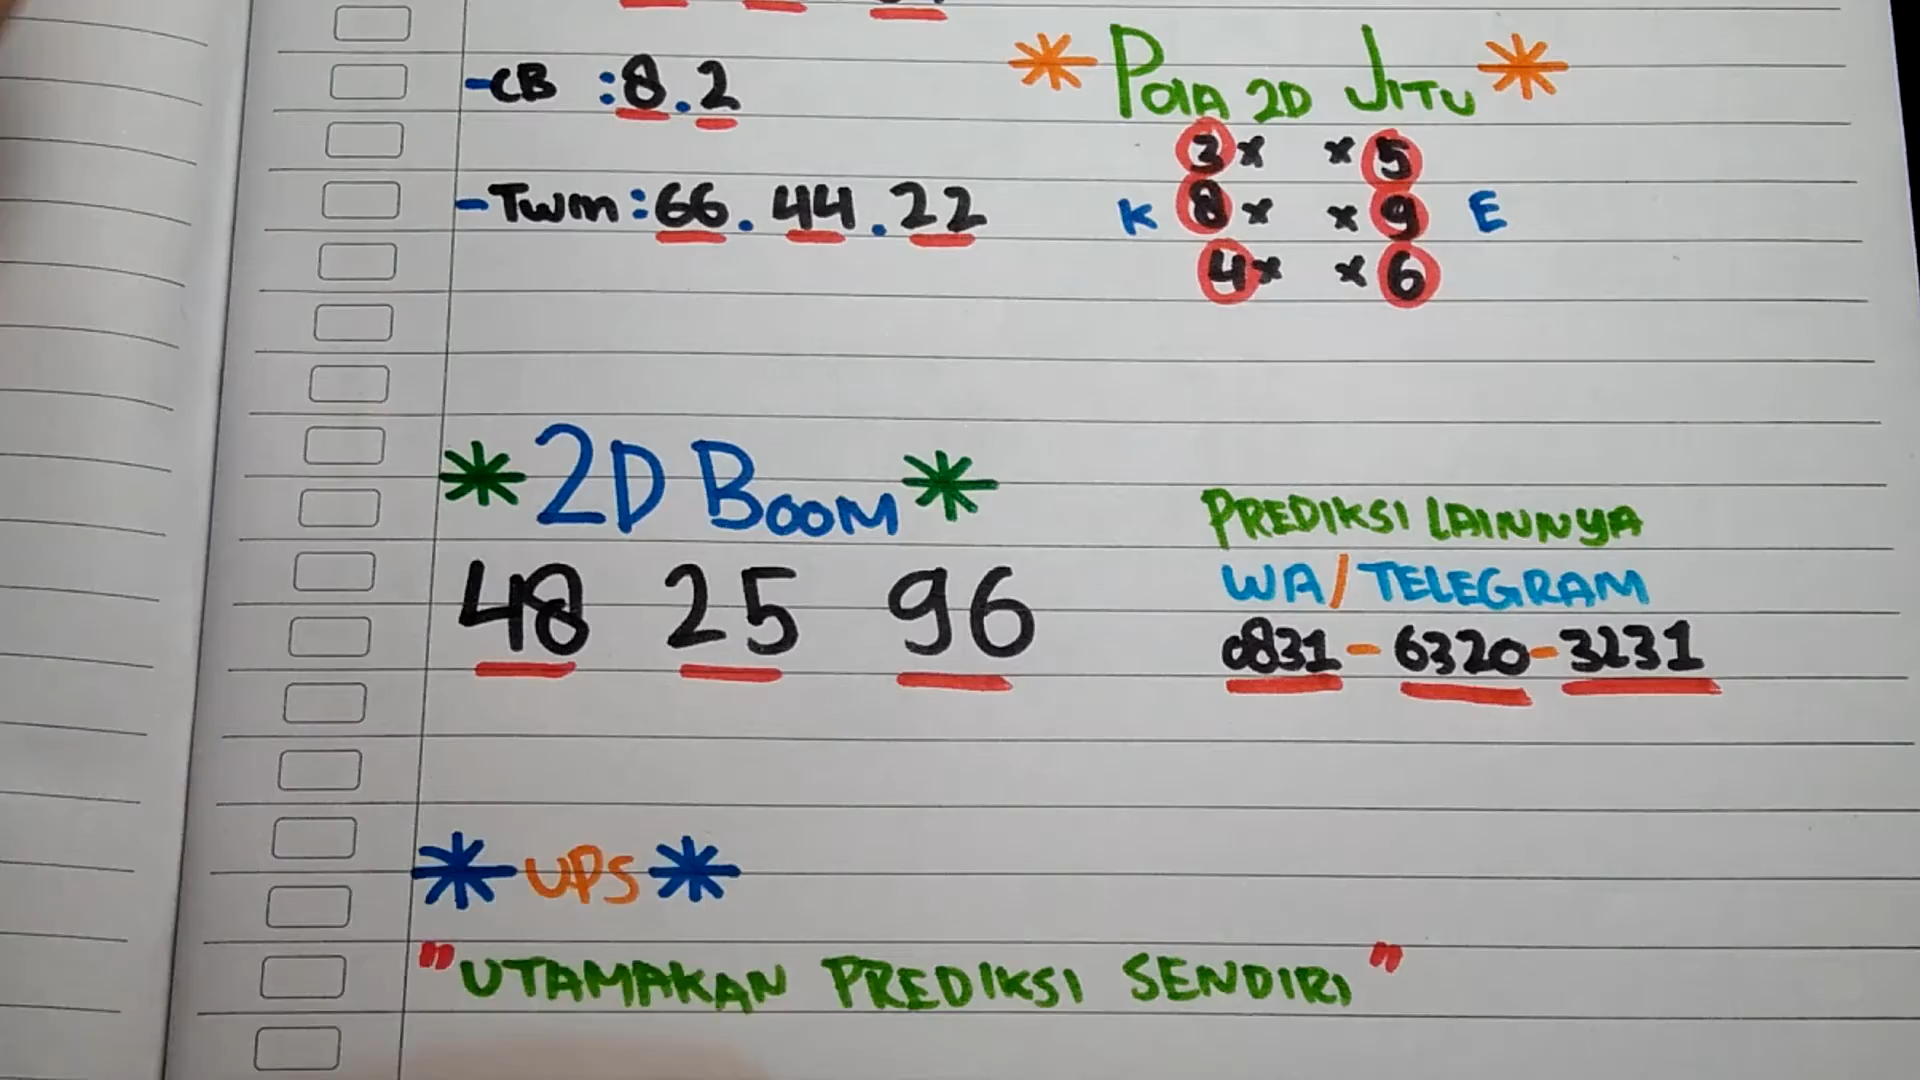 -CB :8.2
-Twin:66.44.22
* Pola 2D Jitu *
3x x5
K 8x x9 E
4x x6
* 2D Boom *
48 25 96
PREDIKSI LAINNYA
WA/TELEGRAM
0831-6320-3231
* UPS *
"UTAMAKAN PREDIKSI SENDIRI"